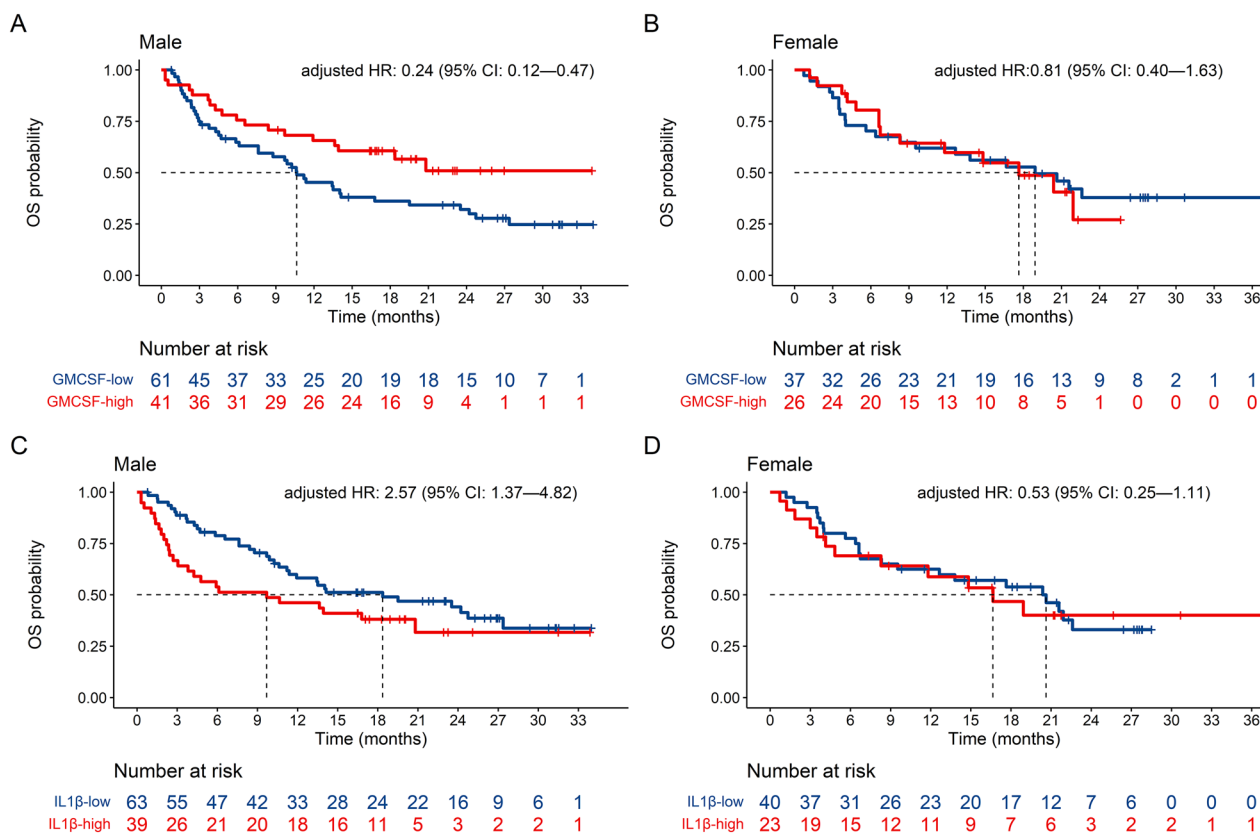 A
Male
adjusted HR: 0.24 (95% CI: 0.12—0.47)
OS probability
1.00
0.75
0.50
0.25
0.00
0 3 6 9 12 15 18 21 24 27 30 33
Time (months)
Number at risk
GMCSF-low 61 45 37 33 25 20 19 18 15 10 7 1
GMCSF-high 41 36 31 29 26 24 16 9 4 1 1 1
B
Female
adjusted HR:0.81 (95% CI: 0.40—1.63)
OS probability
1.00
0.75
0.50
0.25
0.00
0 3 6 9 12 15 18 21 24 27 30 33 36
Time (months)
Number at risk
GMCSF-low 37 32 26 23 21 19 16 13 9 8 2 1 1
GMCSF-high 26 24 20 15 13 10 8 5 1 0 0 0 0
C
Male
adjusted HR: 2.57 (95% CI: 1.37—4.82)
OS probability
1.00
0.75
0.50
0.25
0.00
0 3 6 9 12 15 18 21 24 27 30 33
Time (months)
Number at risk
IL1β-low 63 55 47 42 33 28 24 22 16 9 6 1
IL1β-high 39 26 21 20 18 16 11 5 3 2 2 1
D
Female
adjusted HR: 0.53 (95% CI: 0.25—1.11)
OS probability
1.00
0.75
0.50
0.25
0.00
0 3 6 9 12 15 18 21 24 27 30 33 36
Time (months)
Number at risk
IL1β-low 40 37 31 26 23 20 17 12 7 6 0 0 0
IL1β-high 23 19 15 12 11 9 7 6 3 2 2 1 1